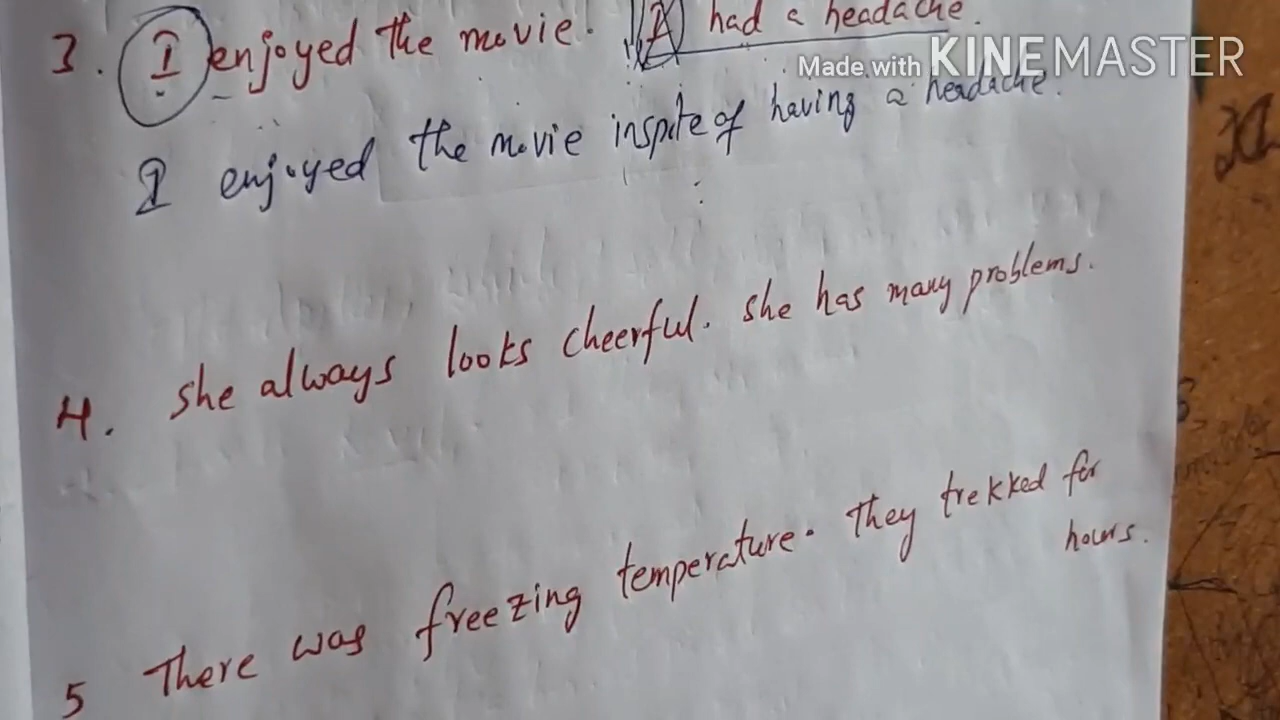 3. I enjoyed the movie. I had a headache.
Made with KINEMASTER
I enjoyed the movie inspite of having a headache.
4. she always looks cheerful. she has many problems.
5 There was freezing temperature. They trekked for
hours.